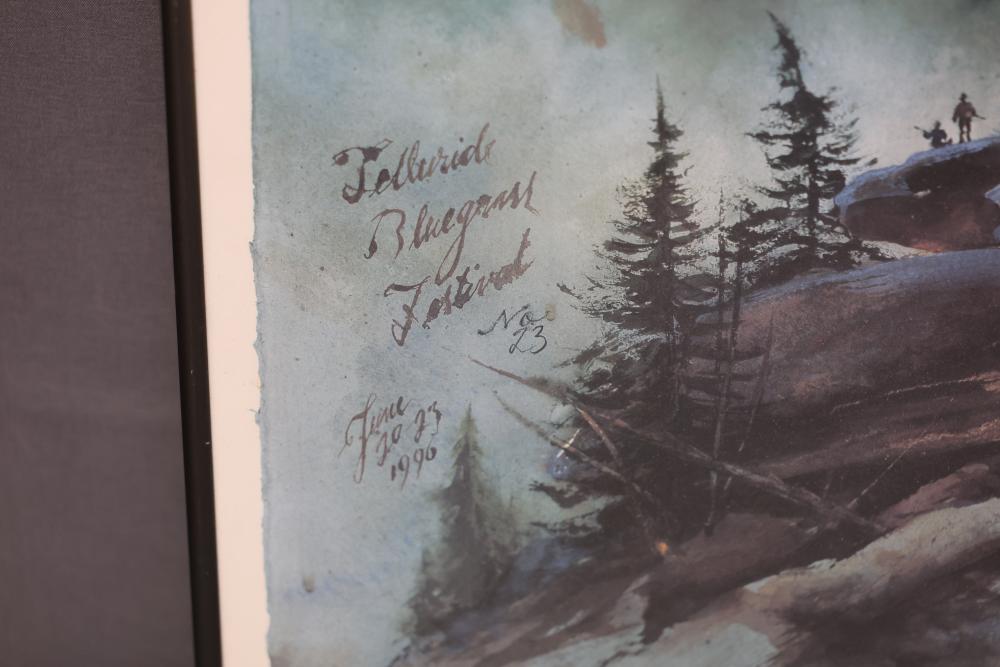 Telluride
Bluegrass
Festival
No.
23
June
20 23
1996